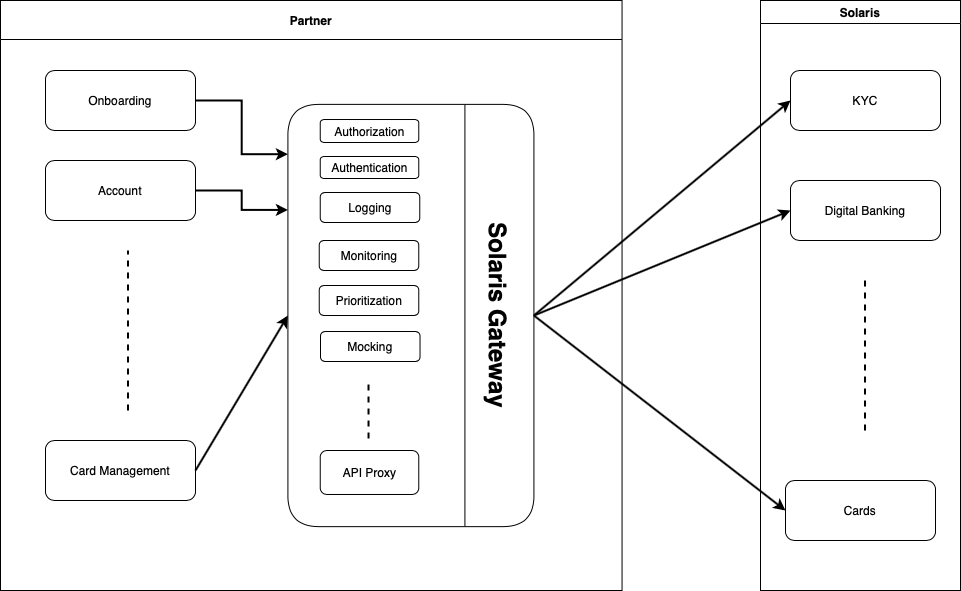 Partner
Solaris
Onboarding
Account
Card Management
Authorization
Authentication
Logging
Monitoring
Prioritization
Mocking
API Proxy
Solaris Gateway
KYC
Digital Banking
Cards